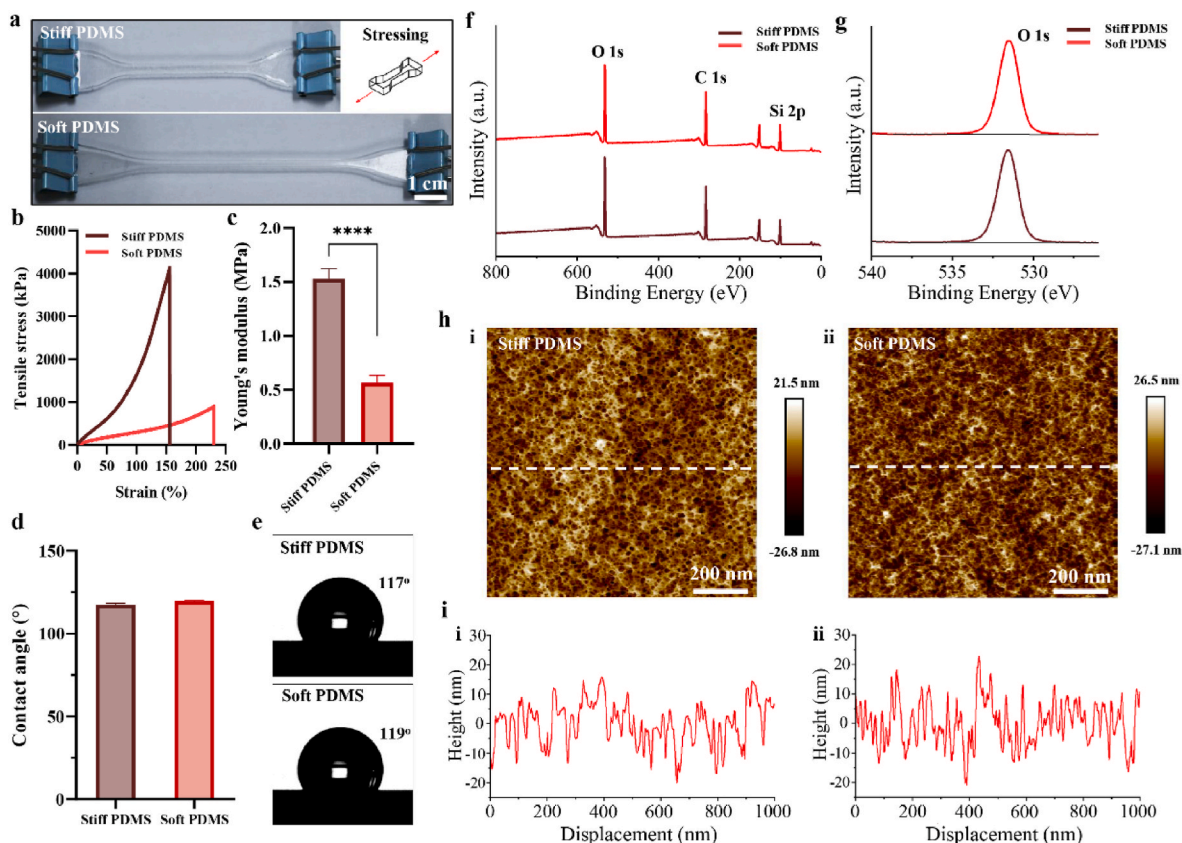 a
Stiff PDMS
Stressing
Soft PDMS
1 cm
b
Stiff PDMS
Soft PDMS
5000
4000
3000
2000
1000
0
Tensile stress (kPa)
0 50 100 150 200 250
Strain (%)
c
2.0
1.5
1.0
0.5
0.0
Young's modulus (MPa)
****
Stiff PDMS
Soft PDMS
d
150
100
50
0
Contact angle (°)
Stiff PDMS Soft PDMS
e
Stiff PDMS
117°
Soft PDMS
119°
f
Stiff PDMS
Soft PDMS
O 1s
C 1s
Si 2p
Intensity (a.u.)
800 600 400 200 0
Binding Energy (eV)
g
O 1s
Stiff PDMS
Soft PDMS
Intensity (a.u.)
540 535 530
Binding Energy (eV)
h
i
Stiff PDMS
200 nm
21.5 nm
-26.8 nm
ii
Soft PDMS
200 nm
26.5 nm
-27.1 nm
i
i
30
20
10
0
-10
-20
Height (nm)
0 200 400 600 800 1000
Displacement (nm)
ii
30
20
10
0
-10
-20
Height (nm)
0 200 400 600 800 1000
Displacement (nm)